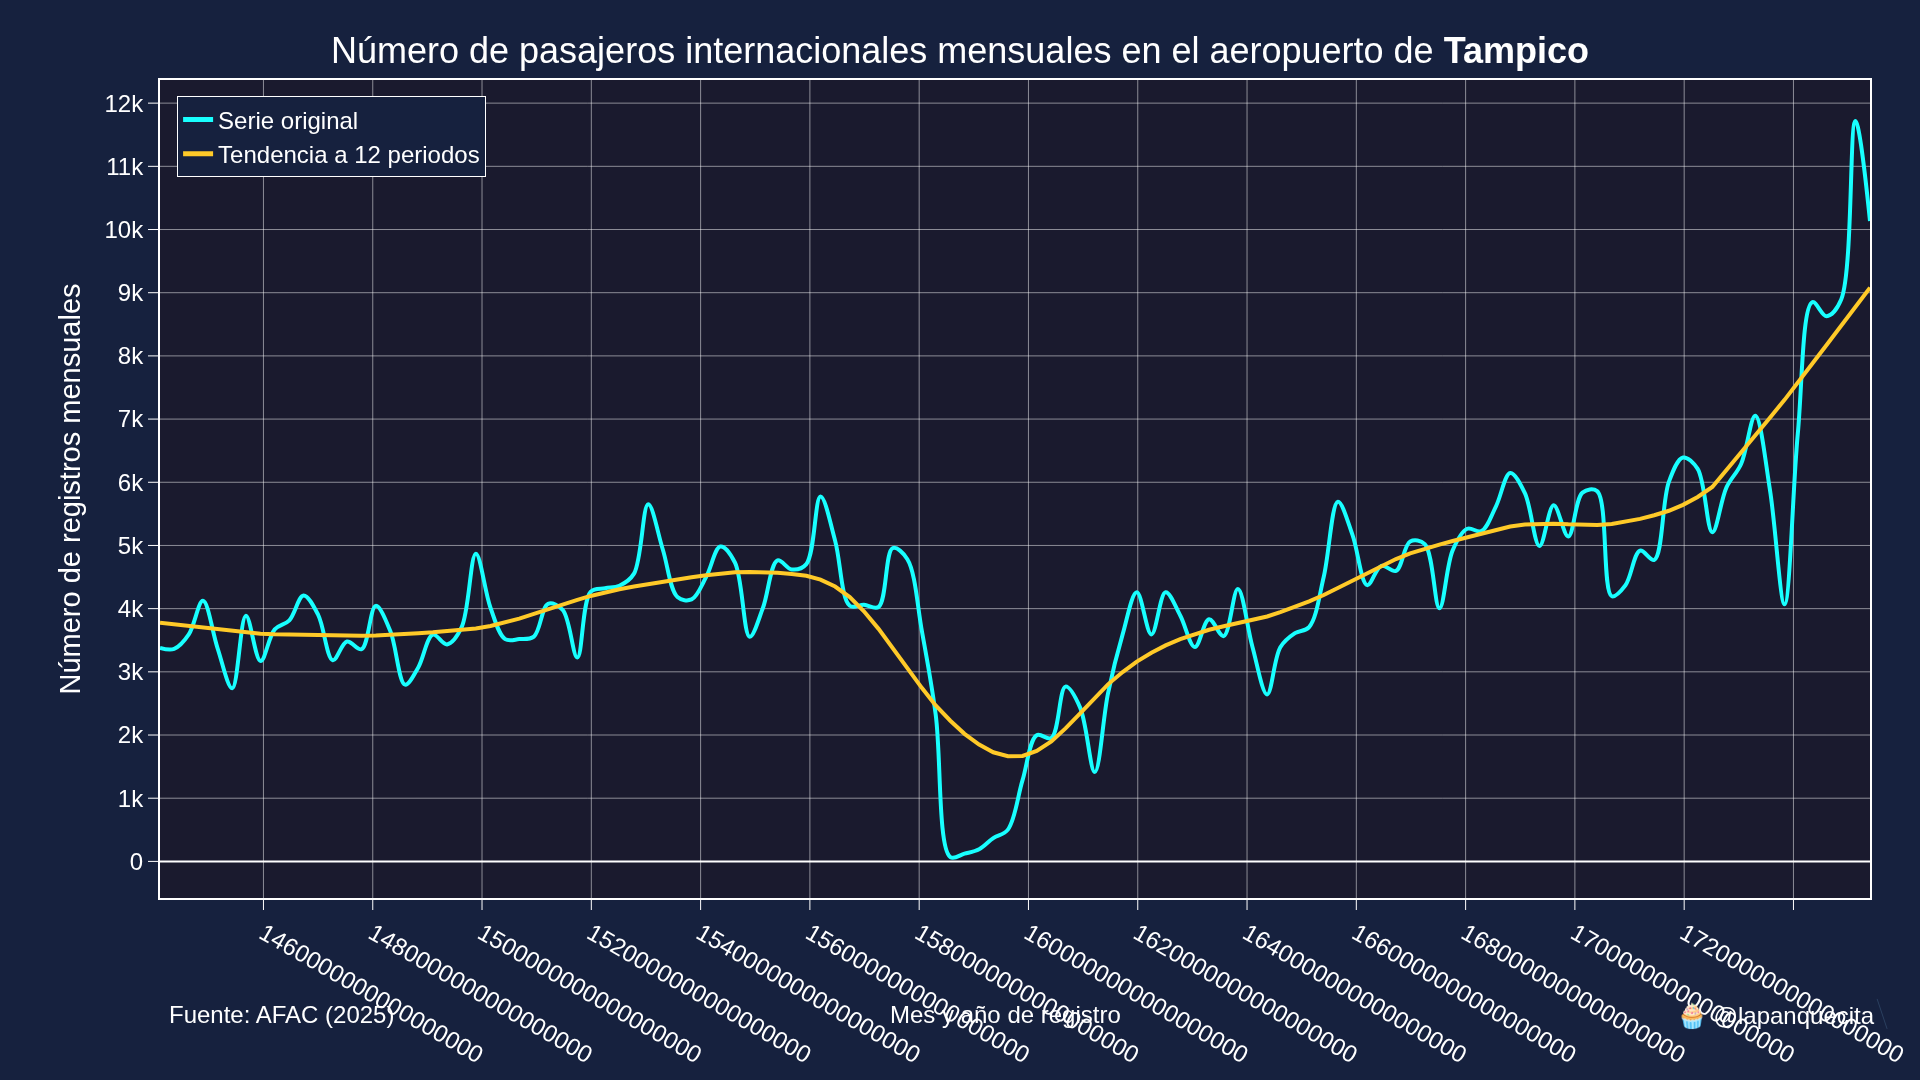 Número de pasajeros internacionales mensuales en el aeropuerto de Tampico
Serie original
Tendencia a 12 periodos
12k
11k
10k
9k
8k
7k
6k
5k
4k
3k
2k
1k
0
Número de registros mensuales
1460000000000000000
1480000000000000000
1500000000000000000
1520000000000000000
1540000000000000000
1560000000000000000
1580000000000000000
1600000000000000000
1620000000000000000
1640000000000000000
1660000000000000000
1680000000000000000
1700000000000000000
1720000000000000000
Fuente: AFAC (2025)
Mes y año de registro
🧁 @lapanquecita